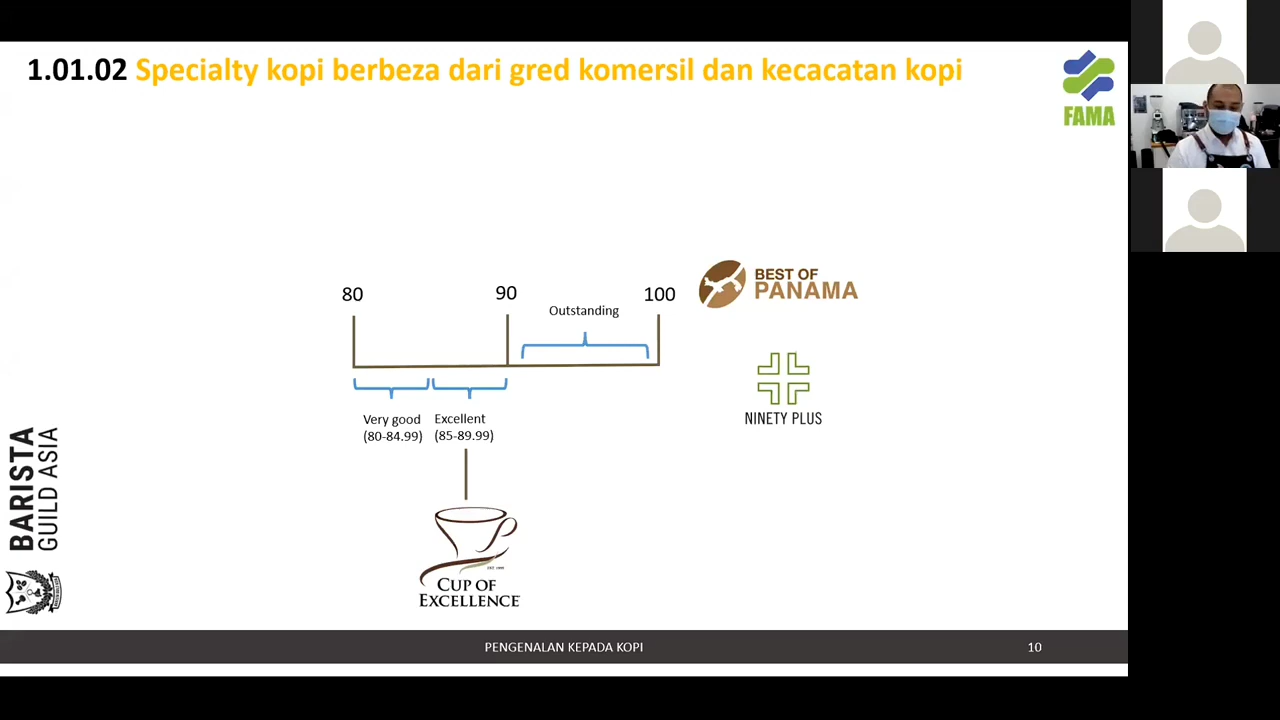 1.01.02 Specialty kopi berbeza dari gred komersil dan kecacatan kopi
FAMA
80
90
100
Outstanding
BEST OF
PANAMA
Very good
(80-84.99)
Excellent
(85-89.99)
NINETY PLUS
CUP OF
EXCELLENCE
BARISTA
GUILD ASIA
PENGENALAN KEPADA KOPI
10